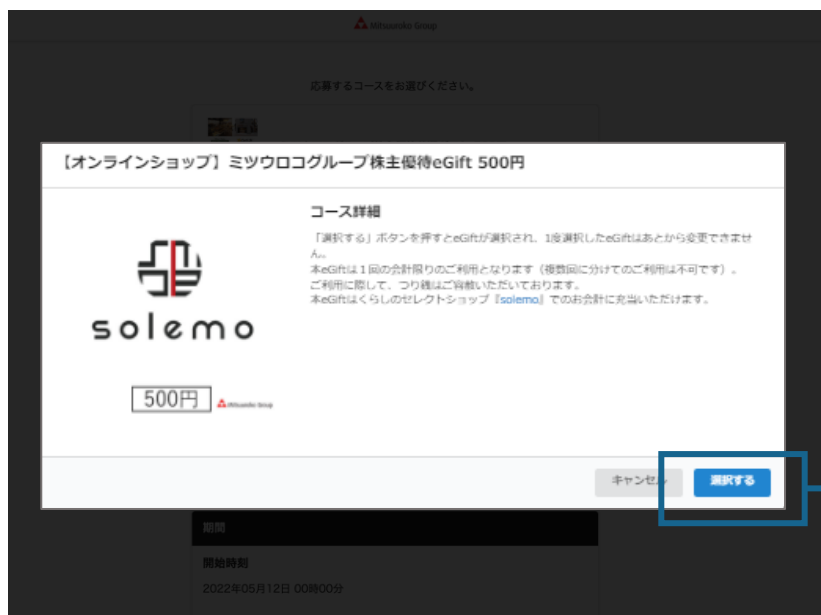 Mitsuuroko Group
応募するコースをお選びください。
【オンラインショップ】ミツウロコグループ株主優待eGift 500円
コース詳細
「選択する」ボタンを押すとeGiftが選択され、1度選択したeGiftはあとから変更できませ
ん。
本eGiftは1回の会計限りのご利用となります（複数回に分けてのご利用は不可です）。
ご利用に際して、つり銭はご容赦いただいております。
本eGiftはくらしのセレクトショップ『solemo』でのお会計に充当いただけます。
solemo
500円
Mitsuuroko Group
キャンセル
選択する
期間
開始時刻
2022年05月12日 00時00分